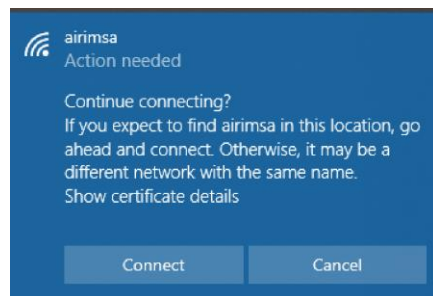 airimsa
Action needed
Continue connecting?
If you expect to find airimsa in this location, go
ahead and connect. Otherwise, it may be a
different network with the same name.
Show certificate details
Connect Cancel